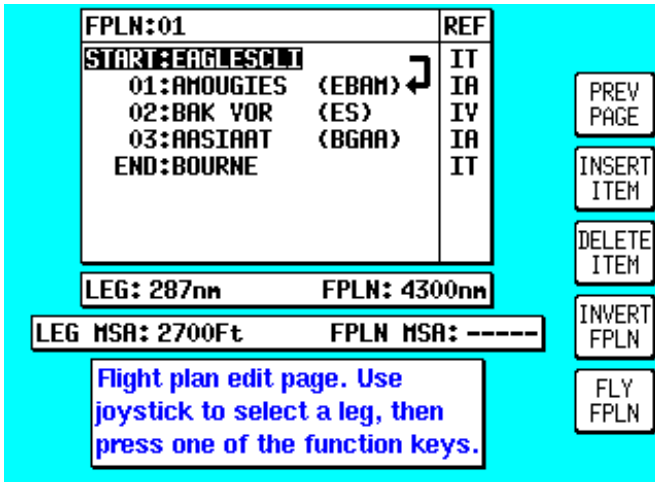 FPLN:01 REF
START:EAGLESCLI IT
01:AMOUGIES (EBAM) IA
02:BAK VOR (ES) IV
03:AASIAAT (BGAA) IA
END:BOURNE IT
LEG: 287nm FPLN: 4300nm
LEG MSA: 2700Ft FPLN MSA: -----
Flight plan edit page. Use
joystick to select a leg, then
press one of the function keys.
PREV
PAGE
INSERT
ITEM
DELETE
ITEM
INVERT
FPLN
FLY
FPLN